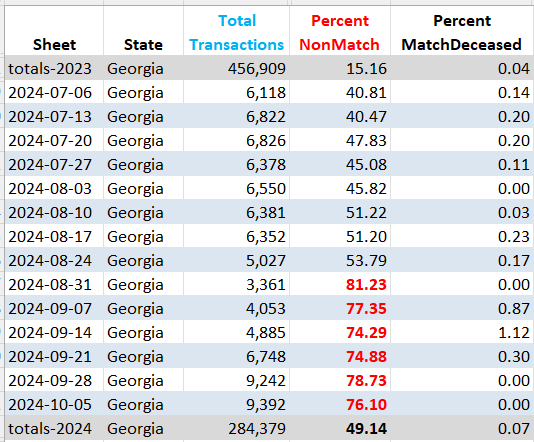 Total Percent Percent
Sheet State Transactions NonMatch MatchDeceased
totals-2023 Georgia 456,909 15.16 0.04
2024-07-06 Georgia 6,118 40.81 0.14
2024-07-13 Georgia 6,822 40.47 0.20
2024-07-20 Georgia 6,826 47.83 0.20
2024-07-27 Georgia 6,378 45.08 0.11
2024-08-03 Georgia 6,550 45.82 0.00
2024-08-10 Georgia 6,381 51.22 0.03
2024-08-17 Georgia 6,352 51.20 0.23
2024-08-24 Georgia 5,027 53.79 0.17
2024-08-31 Georgia 3,361 81.23 0.00
2024-09-07 Georgia 4,053 77.35 0.87
2024-09-14 Georgia 4,885 74.29 1.12
2024-09-21 Georgia 6,748 74.88 0.30
2024-09-28 Georgia 9,242 78.73 0.00
2024-10-05 Georgia 9,392 76.10 0.00
totals-2024 Georgia 284,379 49.14 0.07